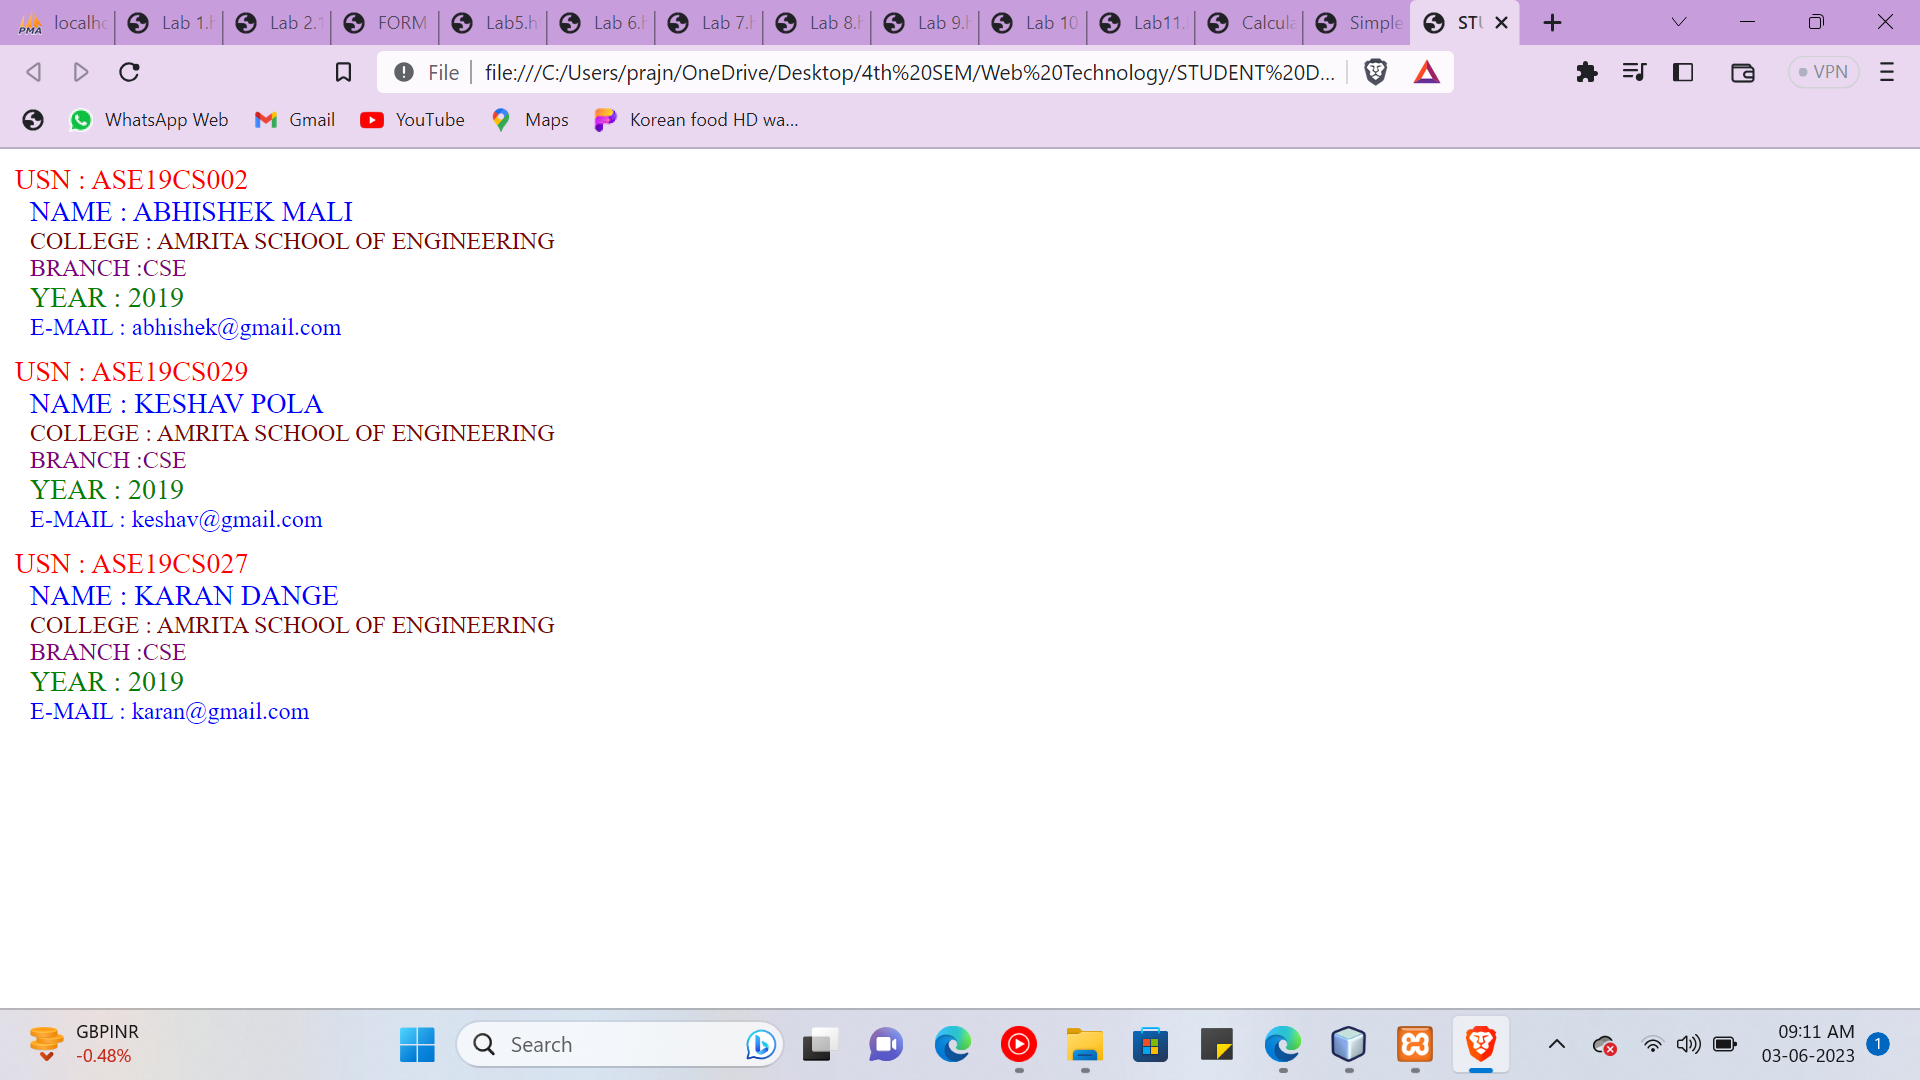 localho Lab 1.h Lab 2.1 FORM Lab5.ht Lab 6.h Lab 7.h Lab 8.h Lab 9.h Lab 10 Lab11. Calcula Simple STU
File file:///C:/Users/prajn/OneDrive/Desktop/4th%20SEM/Web%20Technology/STUDENT%20D... VPN
WhatsApp Web Gmail YouTube Maps Korean food HD wa...
USN : ASE19CS002
NAME : ABHISHEK MALI
COLLEGE : AMRITA SCHOOL OF ENGINEERING
BRANCH :CSE
YEAR : 2019
E-MAIL : abhishek@gmail.com
USN : ASE19CS029
NAME : KESHAV POLA
COLLEGE : AMRITA SCHOOL OF ENGINEERING
BRANCH :CSE
YEAR : 2019
E-MAIL : keshav@gmail.com
USN : ASE19CS027
NAME : KARAN DANGE
COLLEGE : AMRITA SCHOOL OF ENGINEERING
BRANCH :CSE
YEAR : 2019
E-MAIL : karan@gmail.com
GBPINR
-0.48%
Search
09:11 AM
03-06-2023
1
PMA